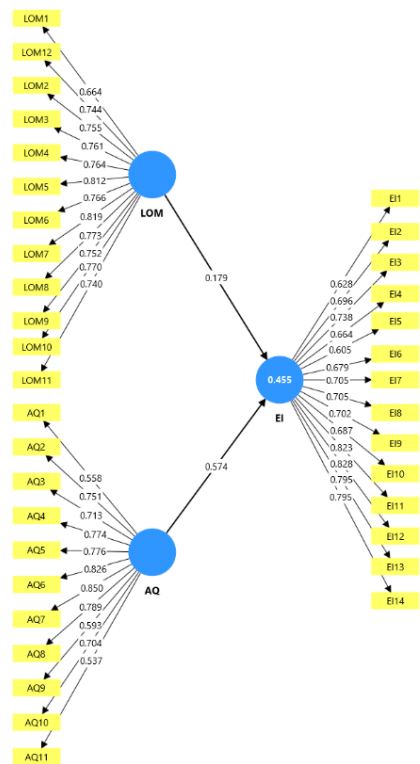 LOM1
LOM12
LOM2
LOM3
LOM4
LOM5
LOM6
LOM7
LOM8
LOM9
LOM10
LOM11
0.664
0.744
0.755
0.761
0.764
0.812
0.766
0.819
0.773
0.752
0.770
0.740
LOM
0.179
AQ1
AQ2
AQ3
AQ4
AQ5
AQ6
AQ7
AQ8
AQ9
AQ10
AQ11
0.558
0.751
0.713
0.774
0.776
0.826
0.850
0.789
0.593
0.704
0.537
AQ
0.574
0.455
EI
0.628
0.696
0.738
0.664
0.605
0.679
0.705
0.705
0.702
0.687
0.823
0.828
0.795
0.795
EI1
EI2
EI3
EI4
EI5
EI6
EI7
EI8
EI9
EI10
EI11
EI12
EI13
EI14